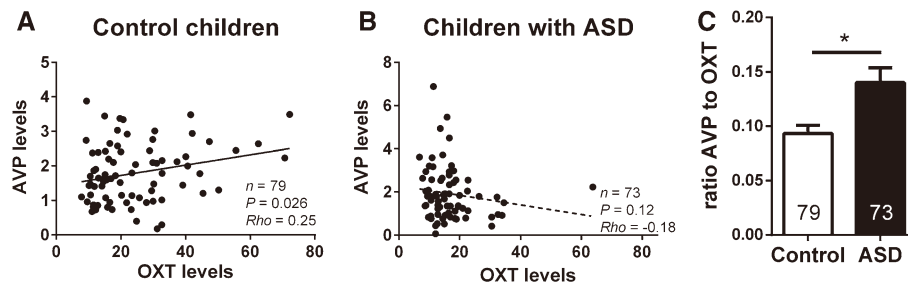 A
Control children
AVP levels
5
4
3
2
1
0
0
20
40
60
80
OXT levels
n = 79
P = 0.026
Rho = 0.25
B
Children with ASD
AVP levels
8
6
4
2
0
0
20
40
60
80
OXT levels
n = 73
P = 0.12
Rho = -0.18
C
ratio AVP to OXT
0.20
0.15
0.10
0.05
0.00
*
79
73
Control
ASD